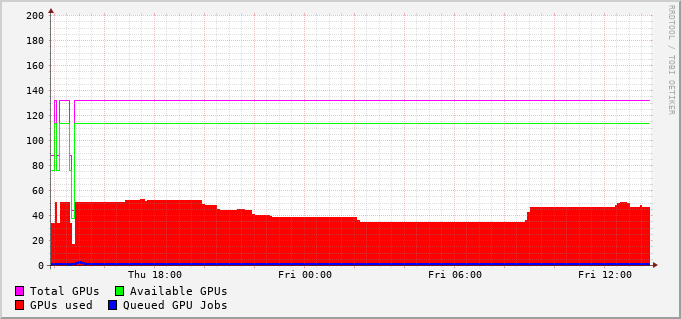 200
180
160
140
120
100
80
60
40
20
0
Thu 18:00 Fri 00:00 Fri 06:00 Fri 12:00
Total GPUs Available GPUs
GPUs used Queued GPU Jobs
RRDTOOL / TOBI OETIKER